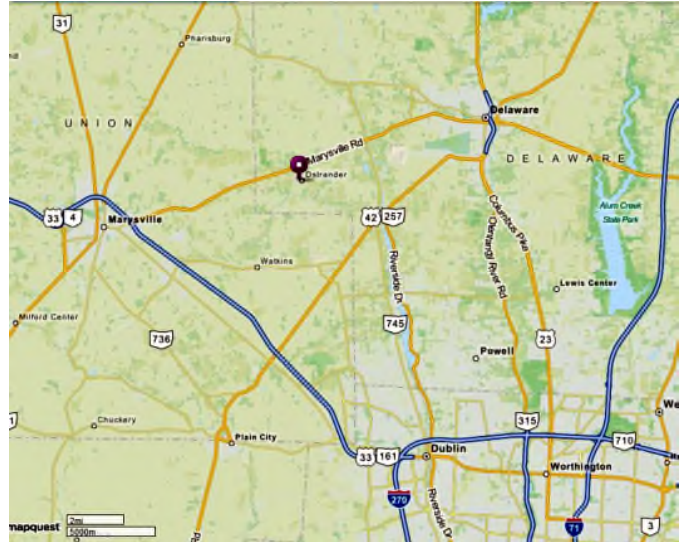 31
Pharisburg
UNION
Delaware
Marysville Rd
Ostrender
DELAWARE
33
4
Marysville
42
257
Columbus Pike
Olentangy River Rd
Alum Creek
State Park
Watkins
Riverside Dr
Lewis Center
Milford Center
736
745
23
Powell
Chuckery
Plain City
315
710
33
161
Dublin
Worthington
270
Riverside Dr
71
3
mapquest
2mi
5000m